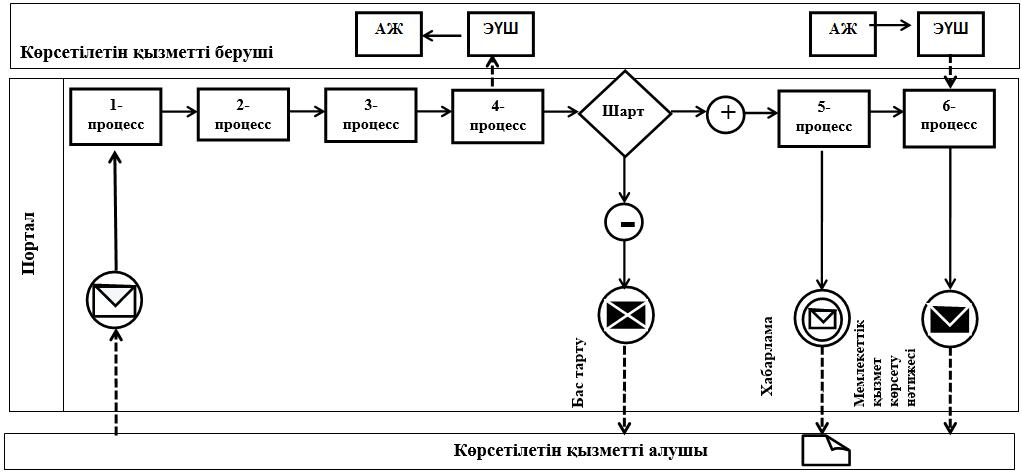 АЖ
ЭҮШ
АЖ
ЭҮШ
Көрсетілетін қызметті беруші
1-
процесс
2-
процесс
3-
процесс
4-
процесс
Шарт
+
5-
процесс
6-
процесс
-
Портал
Бас тарту
Хабарлама
Мемлекеттік
қызмет
көрсету
нәтижесі
Көрсетілетін қызметті алушы